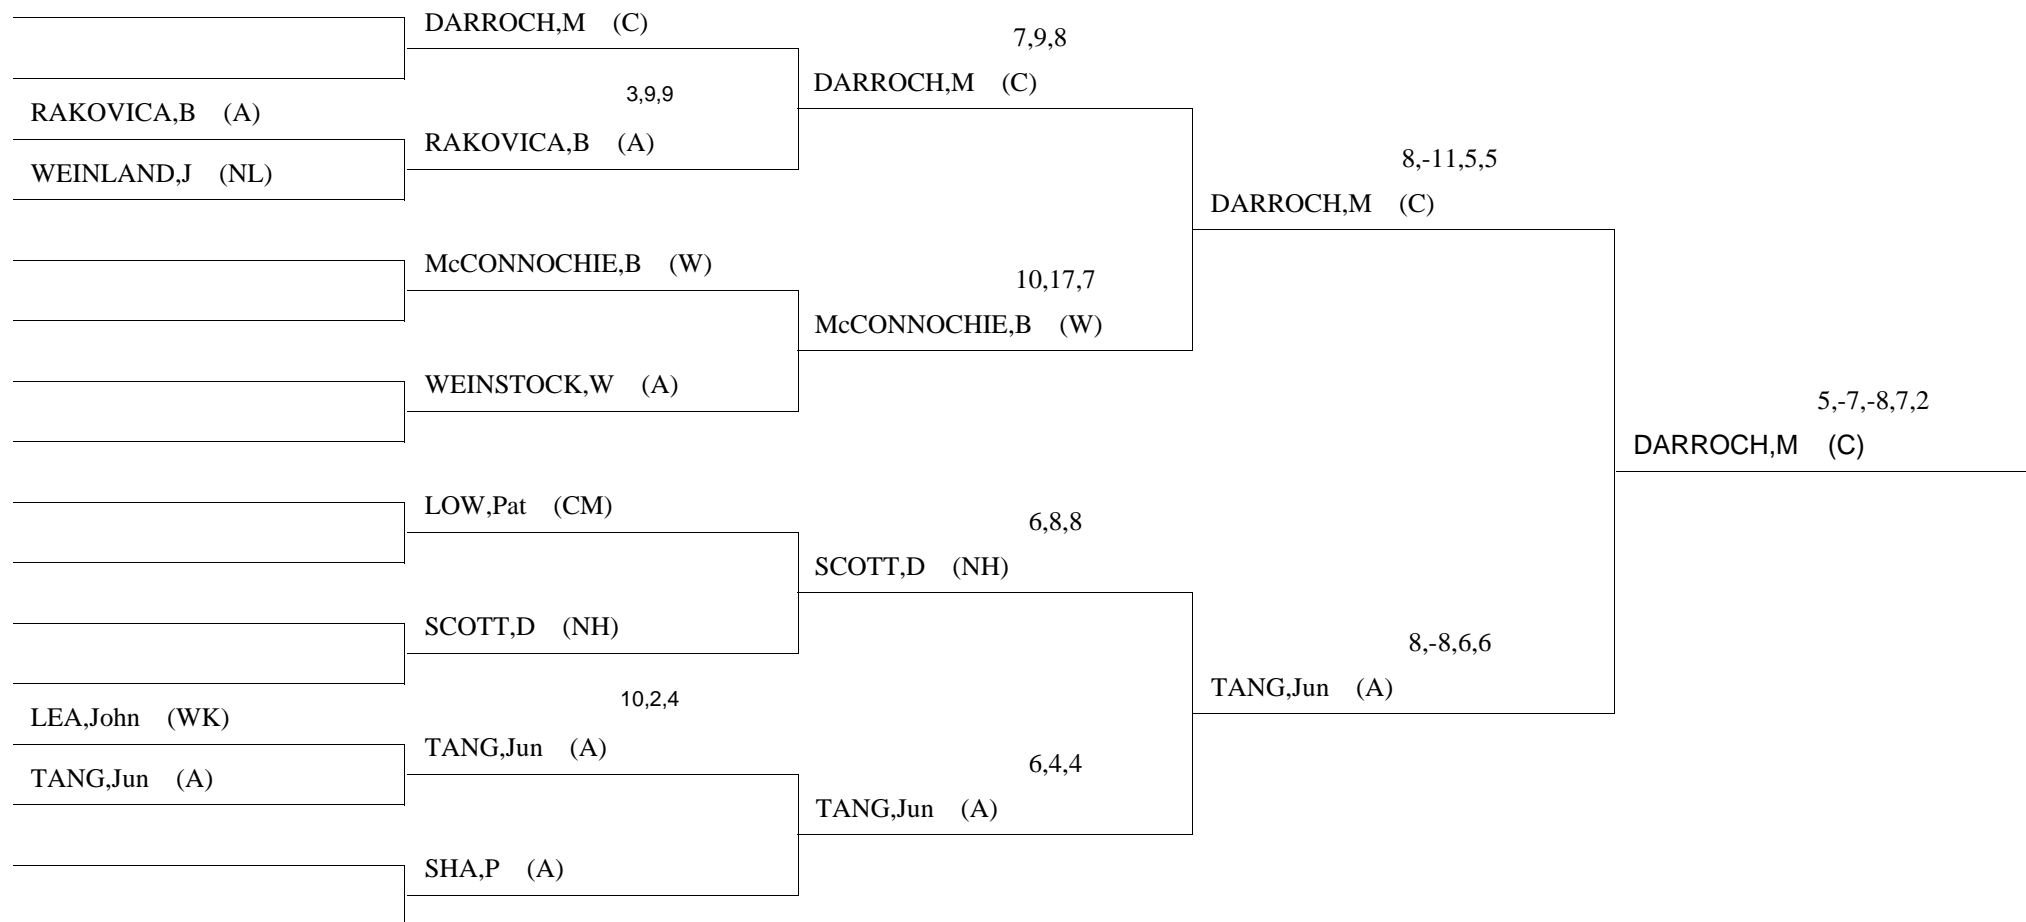 DARROCH,M (C)
7,9,8
DARROCH,M (C)
3,9,9
RAKOVICA,B (A)
RAKOVICA,B (A)
8,-11,5,5
WEINLAND,J (NL)
DARROCH,M (C)
McCONNOCHIE,B (W)
10,17,7
McCONNOCHIE,B (W)
WEINSTOCK,W (A)
5,-7,-8,7,2
DARROCH,M (C)
LOW,Pat (CM)
6,8,8
SCOTT,D (NH)
SCOTT,D (NH)
8,-8,6,6
TANG,Jun (A)
10,2,4
LEA,John (WK)
TANG,Jun (A)
6,4,4
TANG,Jun (A)
TANG,Jun (A)
SHA,P (A)